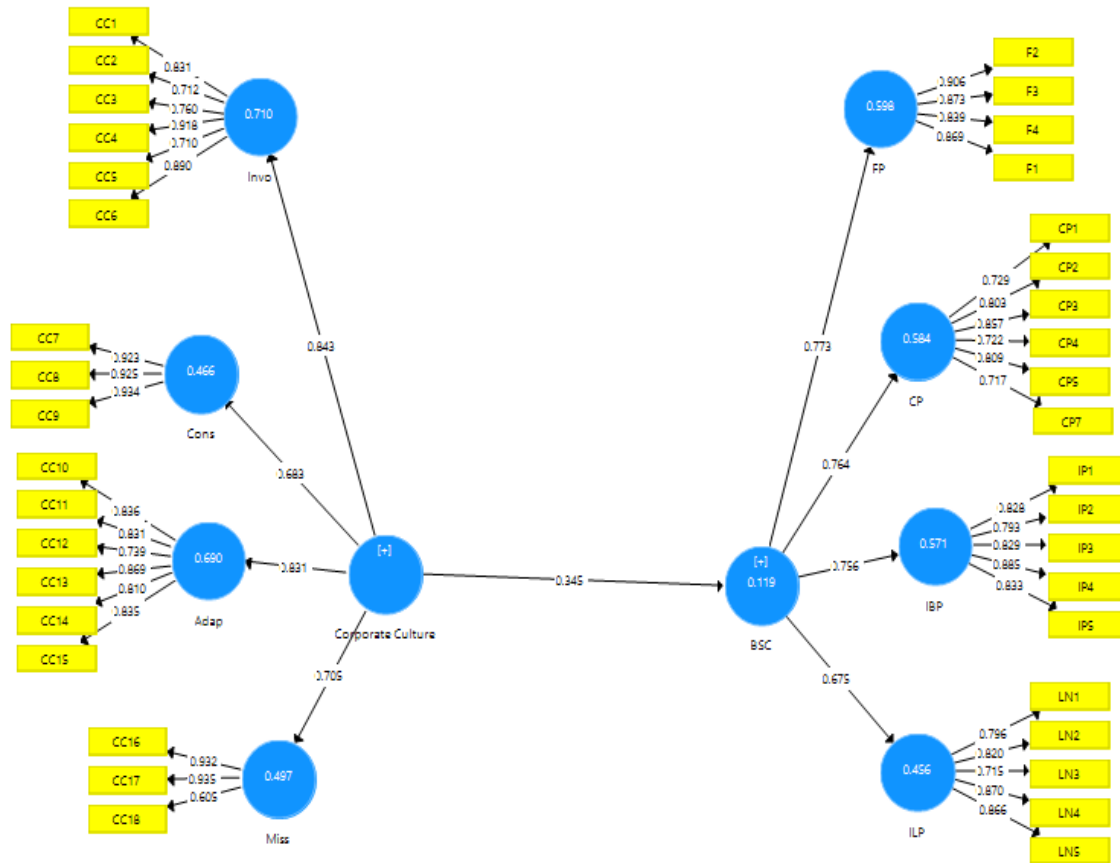 CC1
CC2
CC3
CC4
CC5
CC6
0.831
0.712
0.760
0.918
0.710
0.890
0.710
Invo
CC7
CC8
CC9
0.923
0.925
0.934
0.466
Cons
CC10
CC11
CC12
CC13
CC14
CC15
0.836
0.831
0.739
0.869
0.810
0.835
0.690
Adap
CC16
CC17
CC18
0.932
0.935
0.605
0.497
Miss
0.843
0.683
0.831
0.705
[+]
Corporate Culture
0.345
[+]
0.119
BSC
0.773
0.764
0.756
0.675
0.598
FP
0.906
0.873
0.839
0.869
F2
F3
F4
F1
0.584
CP
0.729
0.803
0.857
0.722
0.809
0.717
CP1
CP2
CP3
CP4
CP5
CP7
0.571
IBP
0.828
0.793
0.829
0.885
0.833
IP1
IP2
IP3
IP4
IP5
0.456
ILP
0.796
0.820
0.715
0.870
0.866
LN1
LN2
LN3
LN4
LN5